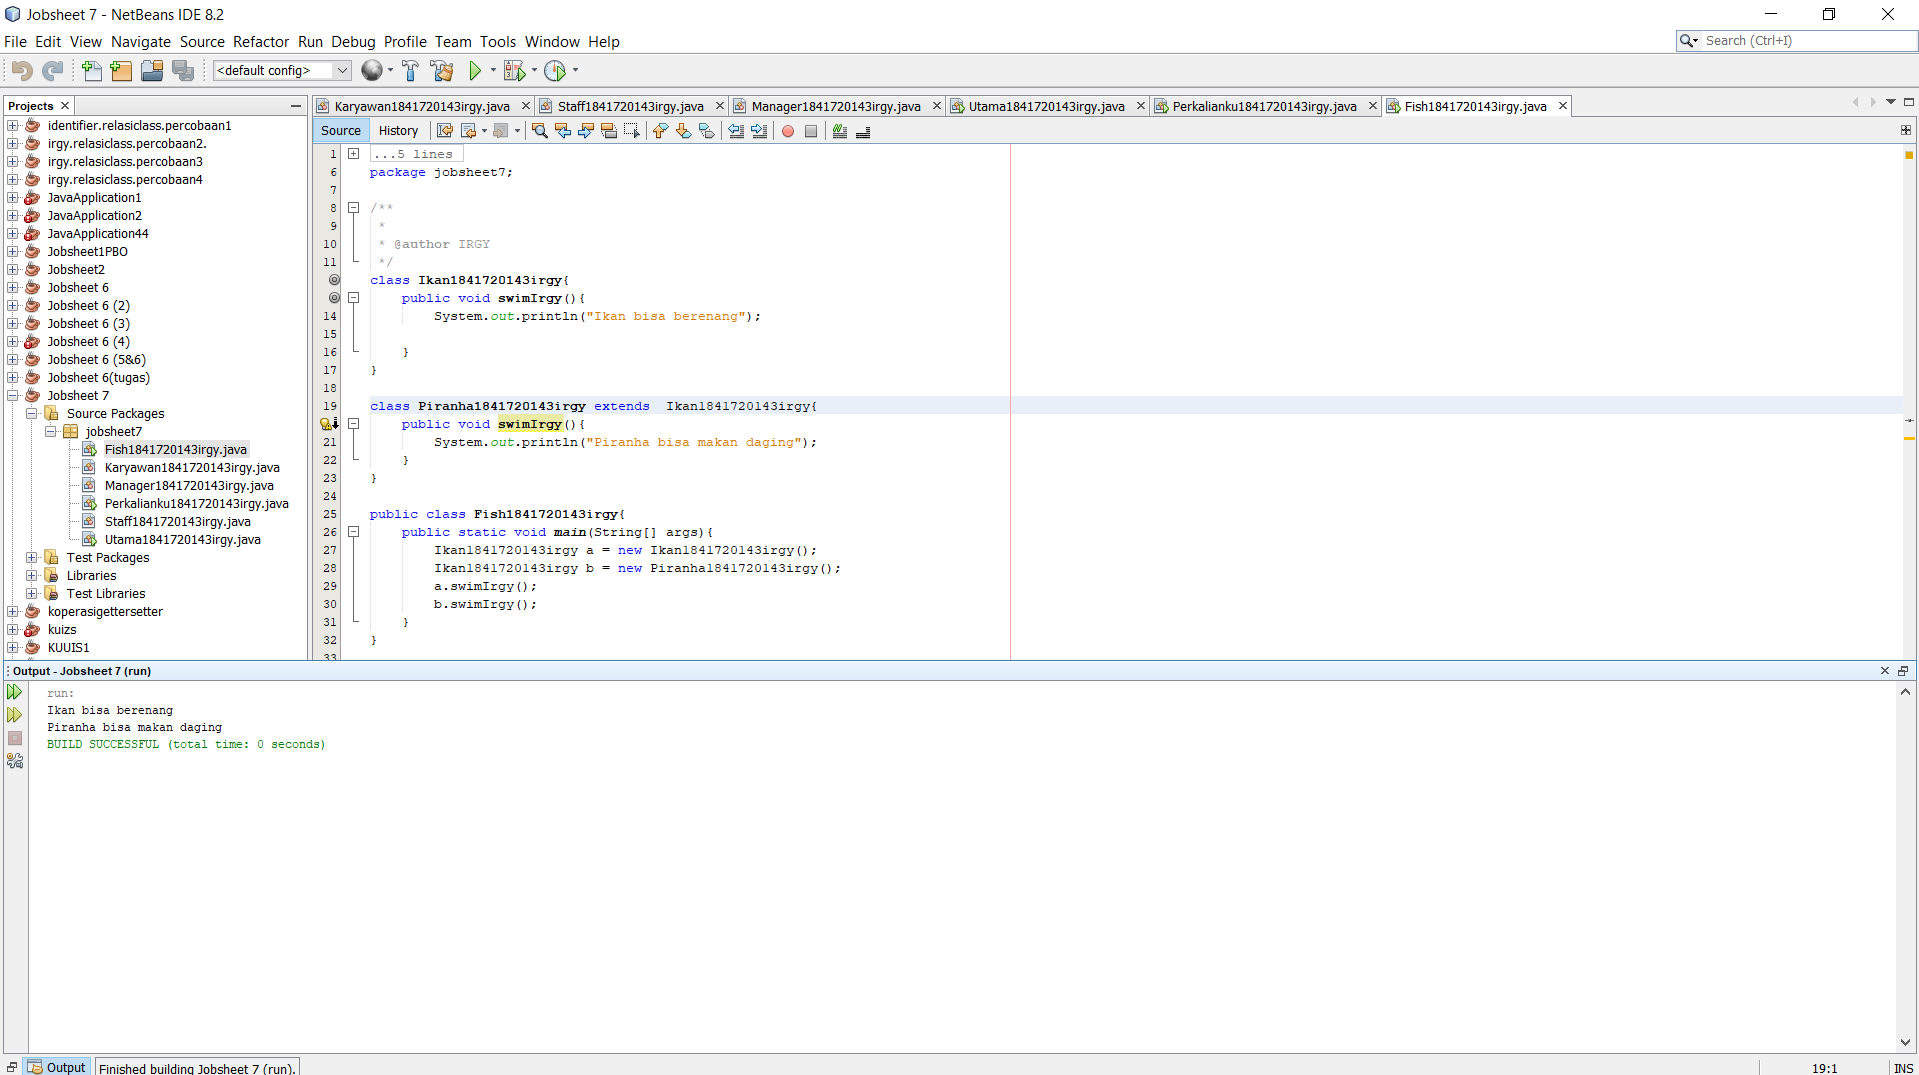 Jobsheet 7 - NetBeans IDE 8.2
File Edit View Navigate Source Refactor Run Debug Profile Team Tools Window Help
Search (Ctrl+I)
<default config>
Projects
identifier.relasiclass.percobaan1
irgy.relasiclass.percobaan2.
irgy.relasiclass.percobaan3
irgy.relasiclass.percobaan4
JavaApplication1
JavaApplication2
JavaApplication44
Jobsheet1PBO
Jobsheet2
Jobsheet 6
Jobsheet 6 (2)
Jobsheet 6 (3)
Jobsheet 6 (4)
Jobsheet 6 (5&6)
Jobsheet 6(tugas)
Jobsheet 7
Source Packages
jobsheet7
Fish1841720143irgy.java
Karyawan1841720143irgy.java
Manager1841720143irgy.java
Perkalianku1841720143irgy.java
Staff1841720143irgy.java
Utama1841720143irgy.java
Test Packages
Libraries
Test Libraries
koperasigettersetter
kuizs
KUUIS1
Karyawan1841720143irgy.java Staff1841720143irgy.java Manager1841720143irgy.java Utama1841720143irgy.java Perkalianku1841720143irgy.java Fish1841720143irgy.java
Source History
1 ...5 lines
6 package jobsheet7;
7
8 /**
9 *
10 * @author IRGY
11 */
class Ikan1841720143irgy{
public void swimIrgy(){
14 System.out.println("Ikan bisa berenang");
15
16 }
17 }
18
19 class Piranha1841720143irgy extends  Ikan1841720143irgy{
public void swimIrgy(){
21 System.out.println("Piranha bisa makan daging");
22 }
23 }
24
25 public class Fish1841720143irgy{
26 public static void main(String[] args){
27 Ikan1841720143irgy a = new Ikan1841720143irgy();
28 Ikan1841720143irgy b = new Piranha1841720143irgy();
29 a.swimIrgy();
30 b.swimIrgy();
31 }
32 }
33
Output - Jobsheet 7 (run)
run:
Ikan bisa berenang
Piranha bisa makan daging
BUILD SUCCESSFUL (total time: 0 seconds)
Output
Finished building Jobsheet 7 (run).
19:1
INS